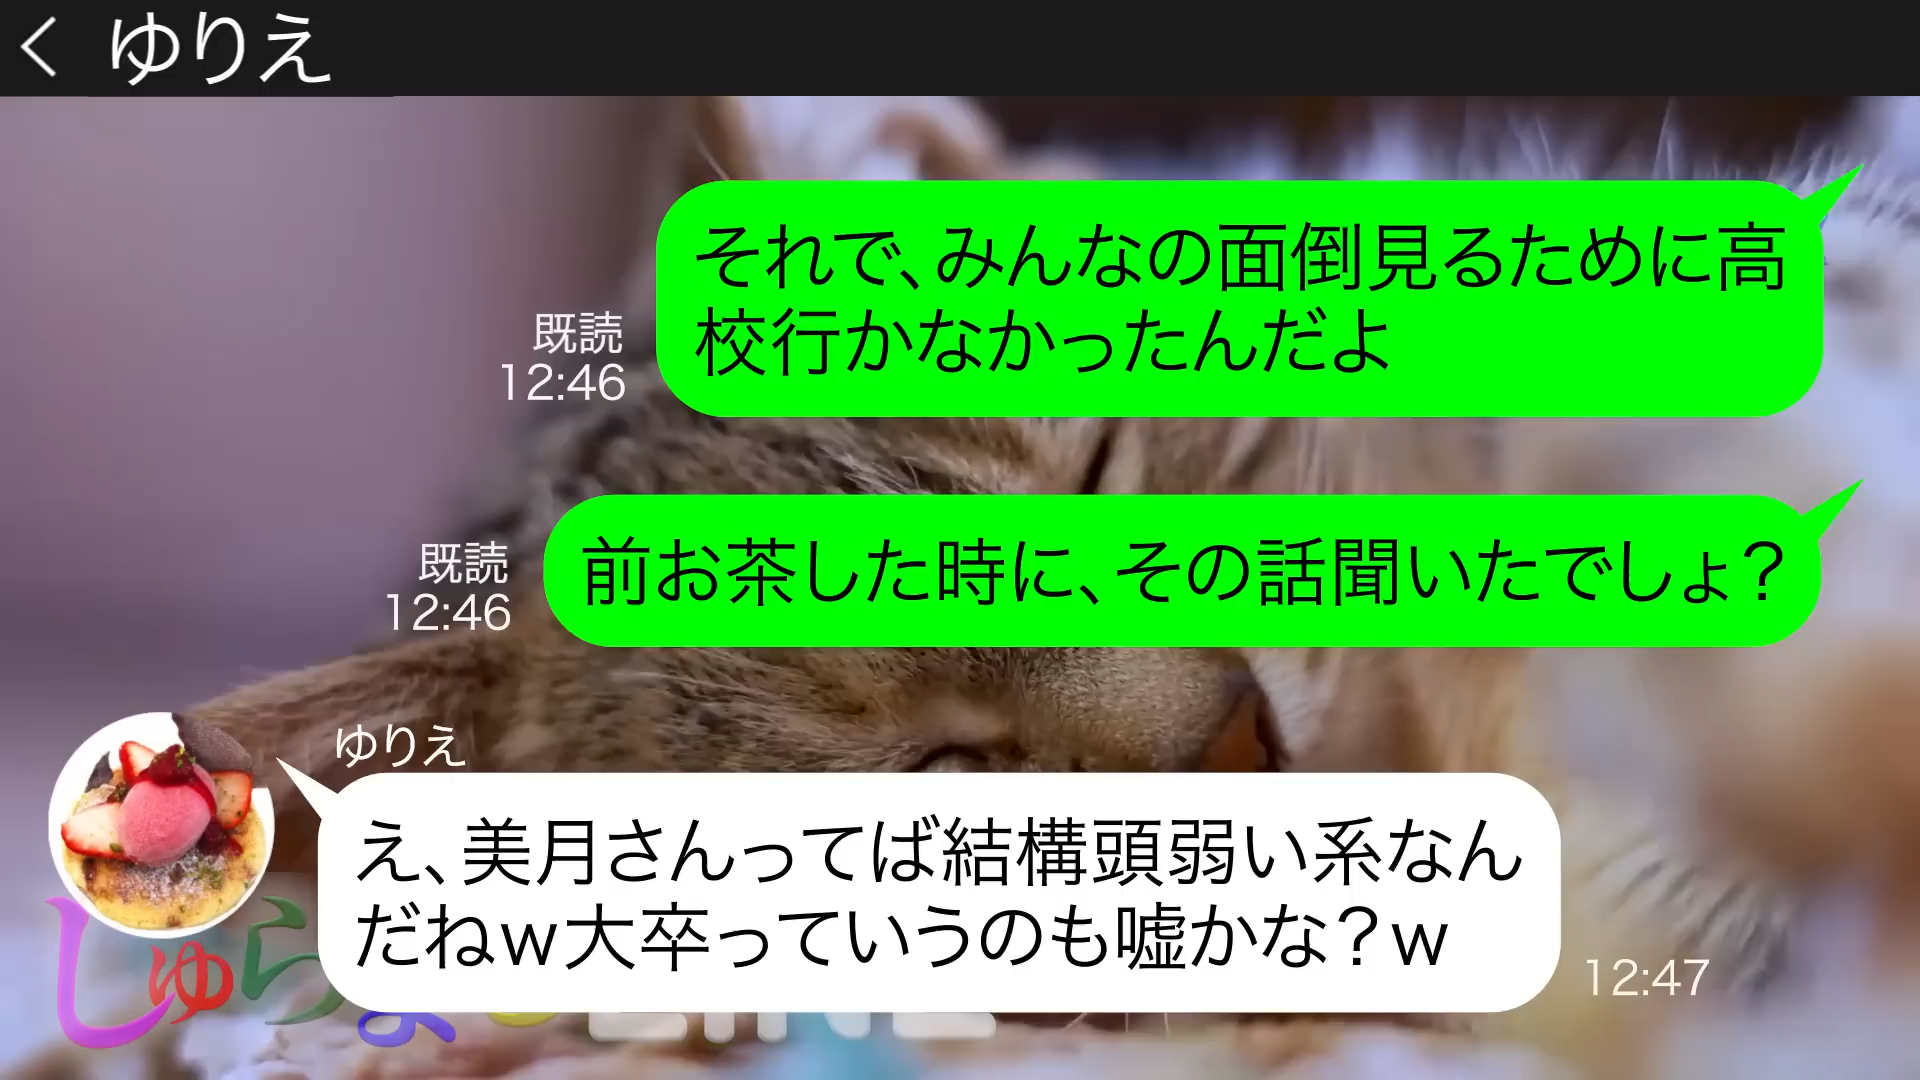 ゆりえ
それで、みんなの面倒見るために高
校行かなかったんだよ
既読
12:46
前お茶した時に、その話聞いたでしょ？
既読
12:46
ゆりえ
え、美月さんってば結構頭弱い系なん
だねｗ大卒っていうのも嘘かな？ｗ
12:47
しゅら